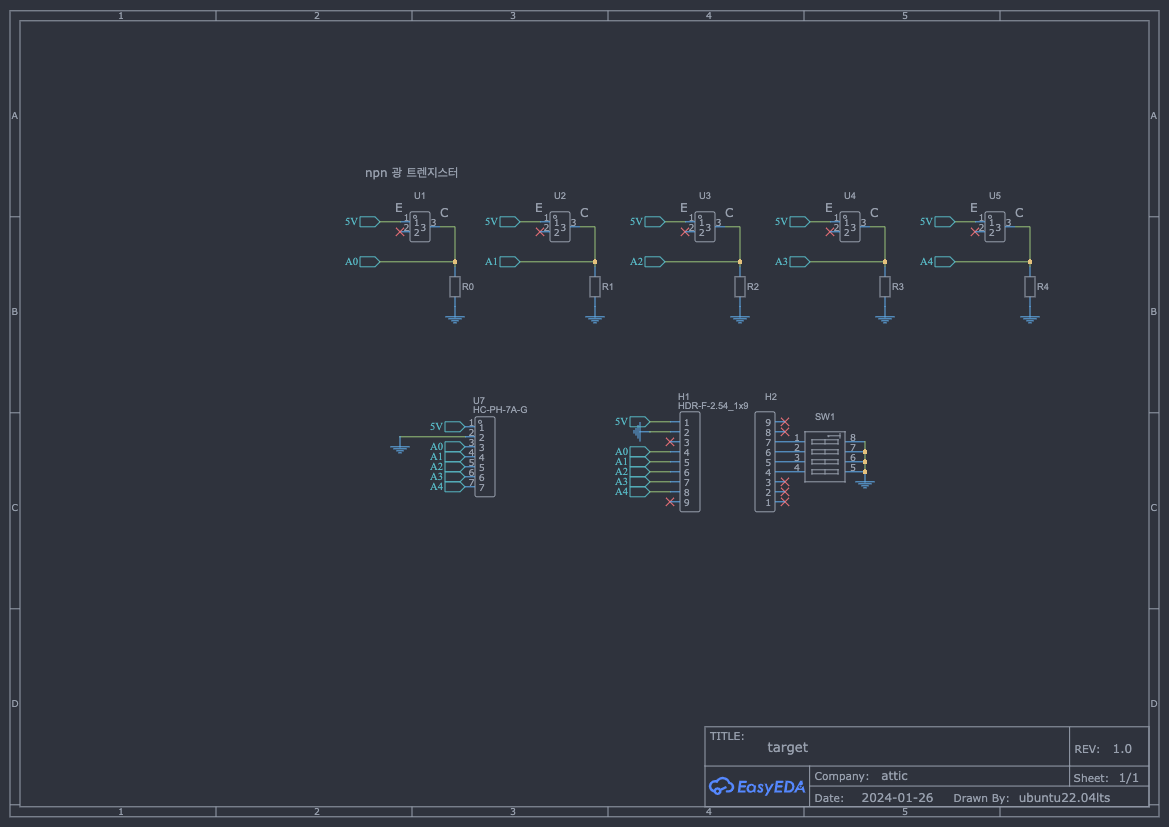 1 2 3 4 5
A A
npn 광 트렌지스터
U1 U2 U3 U4 U5
E C E C E C E C E C
5V 1 1 3 3 5V 1 1 3 3 5V 1 1 3 3 5V 1 1 3 3 5V 1 1 3 3
2 2 2 2 2 2 2 2 2 2
A0 A1 A2 A3 A4
R0 R1 R2 R3 R4
B B
U7
HC-PH-7A-G
5V 1 1
2 2
A0 3 3
A1 4 4
A2 5 5
A3 6 6
A4 7 7
H1
HDR-F-2.54_1x9
5V 1
2
3
A0 4
A1 5
A2 6
A3 7
A4 8
9
H2
9
8
7
6
5
4
3
2
1
SW1
1 8
2 7
3 6
4 5
C C
D D
TITLE:
target
REV: 1.0
EasyEDA
Company: attic
Sheet: 1/1
Date: 2024-01-26 Drawn By: ubuntu22.04lts
1 2 3 4 5